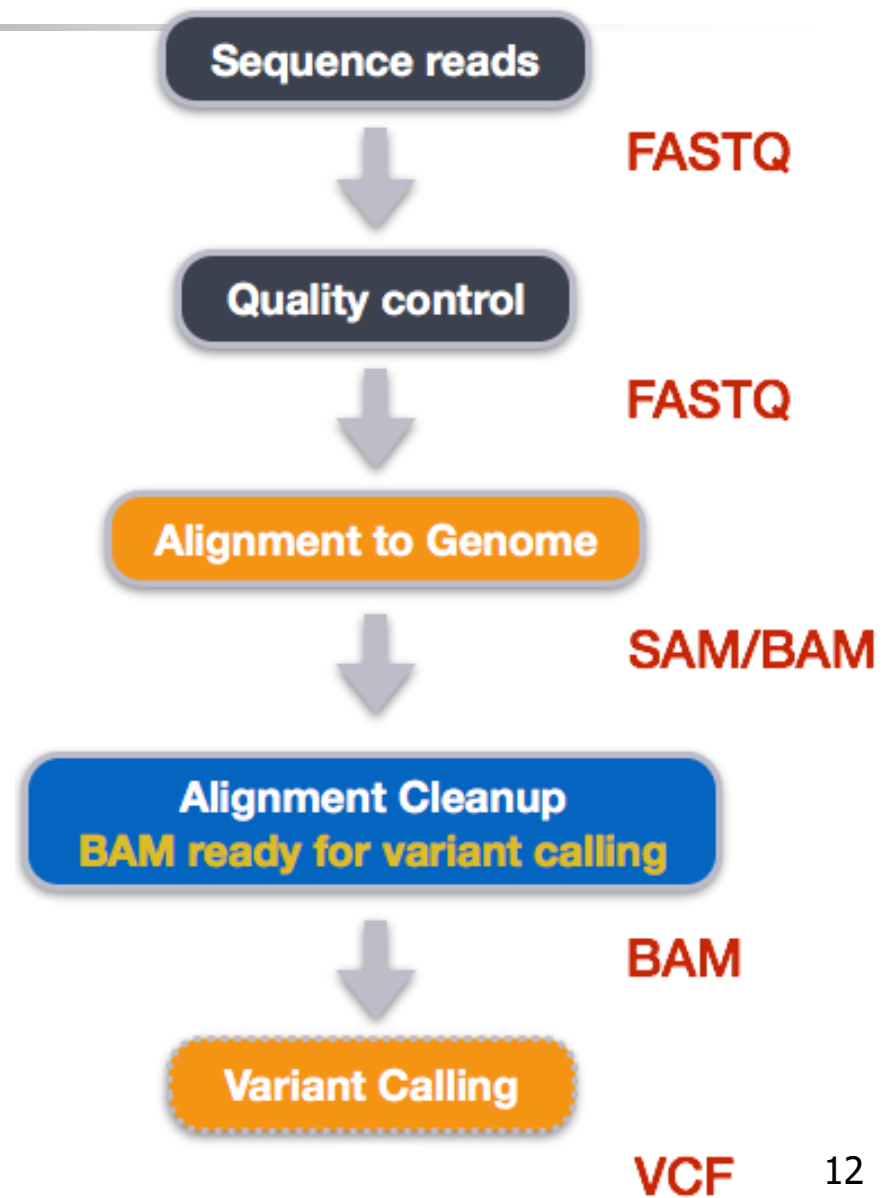 Sequence reads
FASTQ
Quality control
FASTQ
Alignment to Genome
SAM/BAM
Alignment Cleanup
BAM ready for variant calling
BAM
Variant Calling
VCF
12